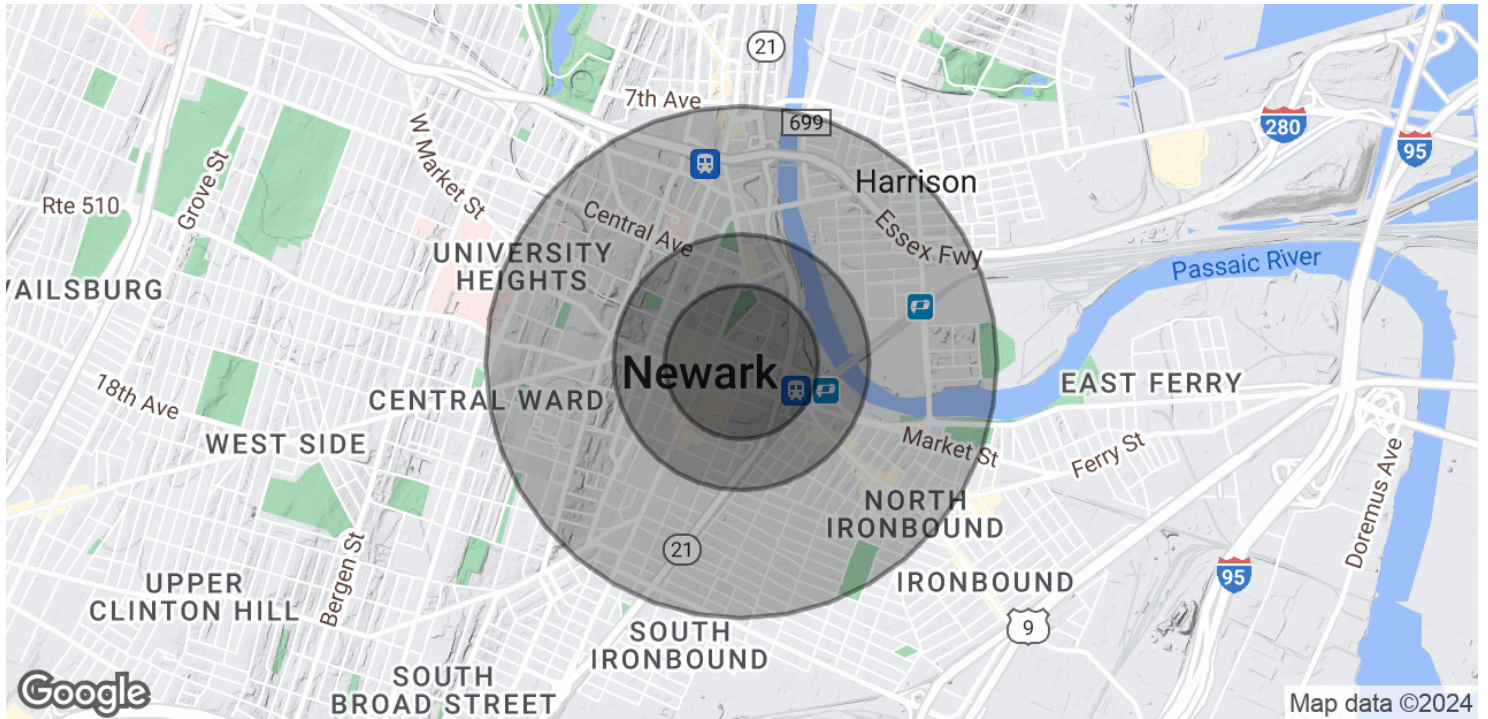 21
7th Ave
699
280
95
W Market St
Grove St
Harrison
Rte 510
Central Ave
Essex Fwy
UNIVERSITY
HEIGHTS
Passaic River
VAILSBURG
Newark
18th Ave
CENTRAL WARD
EAST FERRY
WEST SIDE
Market St
Ferry St
Doremus Ave
NORTH
IRONBOUND
Bergen St
21
UPPER
CLINTON HILL
IRONBOUND
95
9
SOUTH
IRONBOUND
SOUTH
BROAD STREET
Google
Map data ©2024